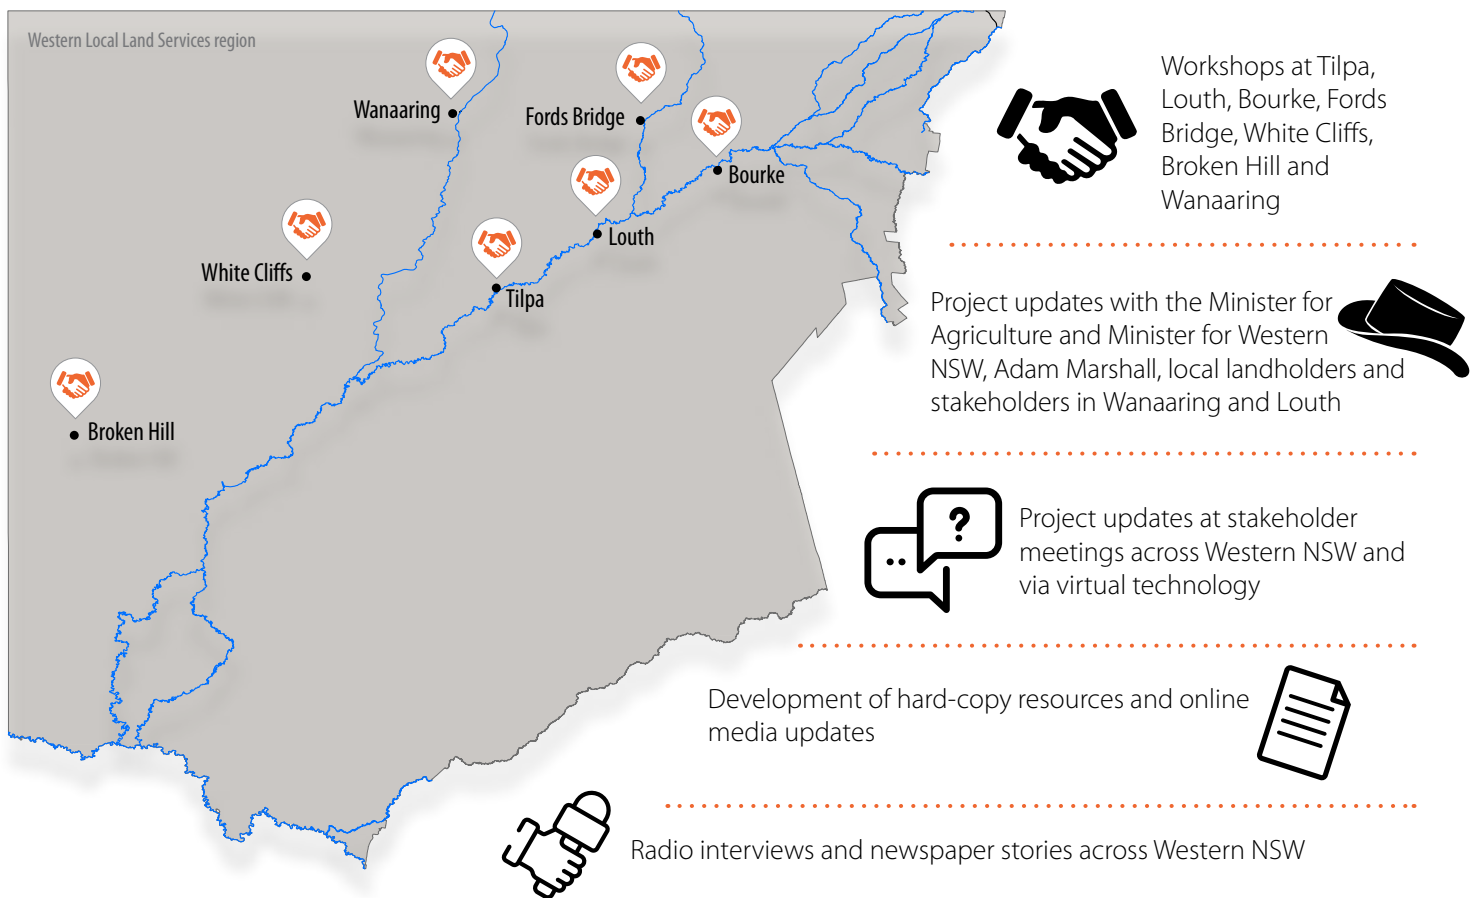 Western Local Land Services region
Wanaaring
Fords Bridge
Bourke
Louth
White Cliffs
Tilpa
Broken Hill
Workshops at Tilpa,
Louth, Bourke, Fords
Bridge, White Cliffs,
Broken Hill and
Wanaaring
Project updates with the Minister for
Agriculture and Minister for Western
NSW, Adam Marshall, local landholders and
stakeholders in Wanaaring and Louth
?
Project updates at stakeholder
meetings across Western NSW and
via virtual technology
Development of hard-copy resources and online
media updates
Radio interviews and newspaper stories across Western NSW